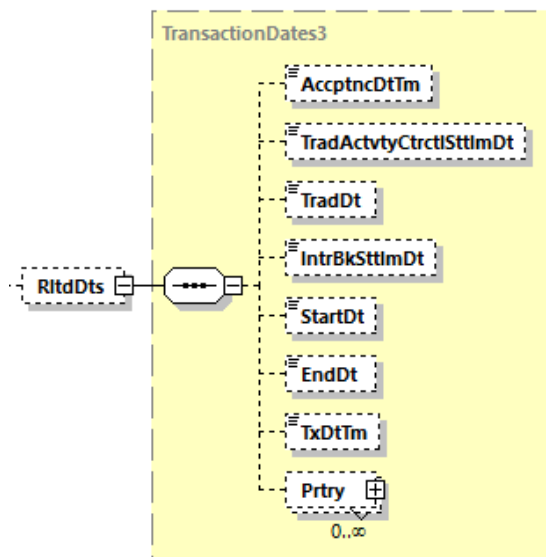 TransactionDates3
AccptncDtTm
TradActvtyCtrctlSttlmDt
TradDt
IntrBkSttlmDt
RltdDts
StartDt
EndDt
TxDtTm
Prtry
0..∞